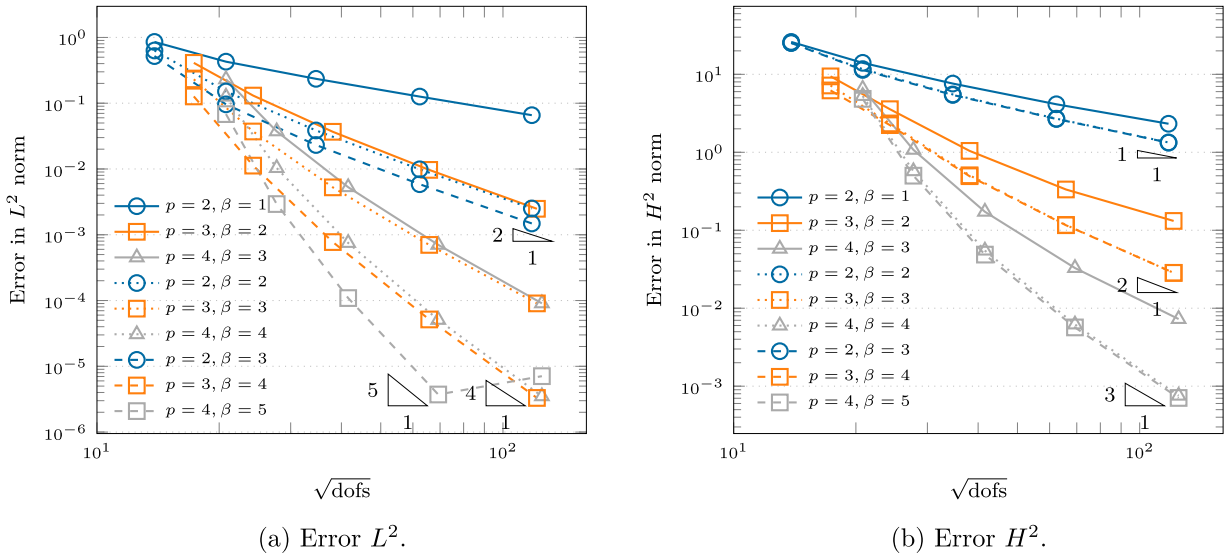 10^0
10^{-1}
10^{-2}
10^{-3}
10^{-4}
10^{-5}
10^{-6}
Error in L^2 norm
p = 2, β = 1
p = 3, β = 2
p = 4, β = 3
p = 2, β = 2
p = 3, β = 3
p = 4, β = 4
p = 2, β = 3
p = 3, β = 4
p = 4, β = 5
2
1
5
1
4
1
10^1
10^2
√dofs
(a) Error L^2.
10^1
10^0
10^{-1}
10^{-2}
10^{-3}
Error in H^2 norm
p = 2, β = 1
p = 3, β = 2
p = 4, β = 3
p = 2, β = 2
p = 3, β = 3
p = 4, β = 4
p = 2, β = 3
p = 3, β = 4
p = 4, β = 5
1
1
2
1
3
1
10^1
10^2
√dofs
(b) Error H^2.